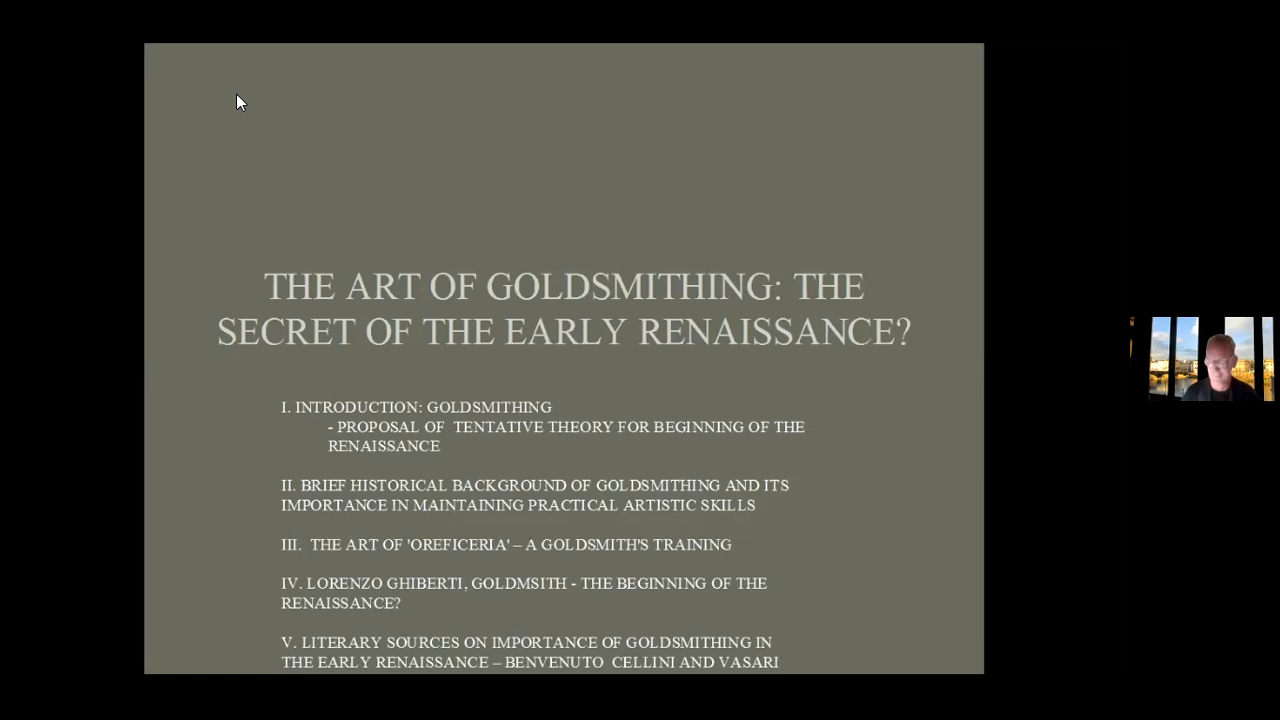 THE ART OF GOLDSMITHING: THE
SECRET OF THE EARLY RENAISSANCE?
I. INTRODUCTION: GOLDSMITHING
- PROPOSAL OF TENTATIVE THEORY FOR BEGINNING OF THE
RENAISSANCE
II. BRIEF HISTORICAL BACKGROUND OF GOLDSMITHING AND ITS
IMPORTANCE IN MAINTAINING PRACTICAL ARTISTIC SKILLS
III. THE ART OF 'OREFICERIA' – A GOLDSMITH'S TRAINING
IV. LORENZO GHIBERTI, GOLDMSITH - THE BEGINNING OF THE
RENAISSANCE?
V. LITERARY SOURCES ON IMPORTANCE OF GOLDSMITHING IN
THE EARLY RENAISSANCE – BENVENUTO CELLINI AND VASARI